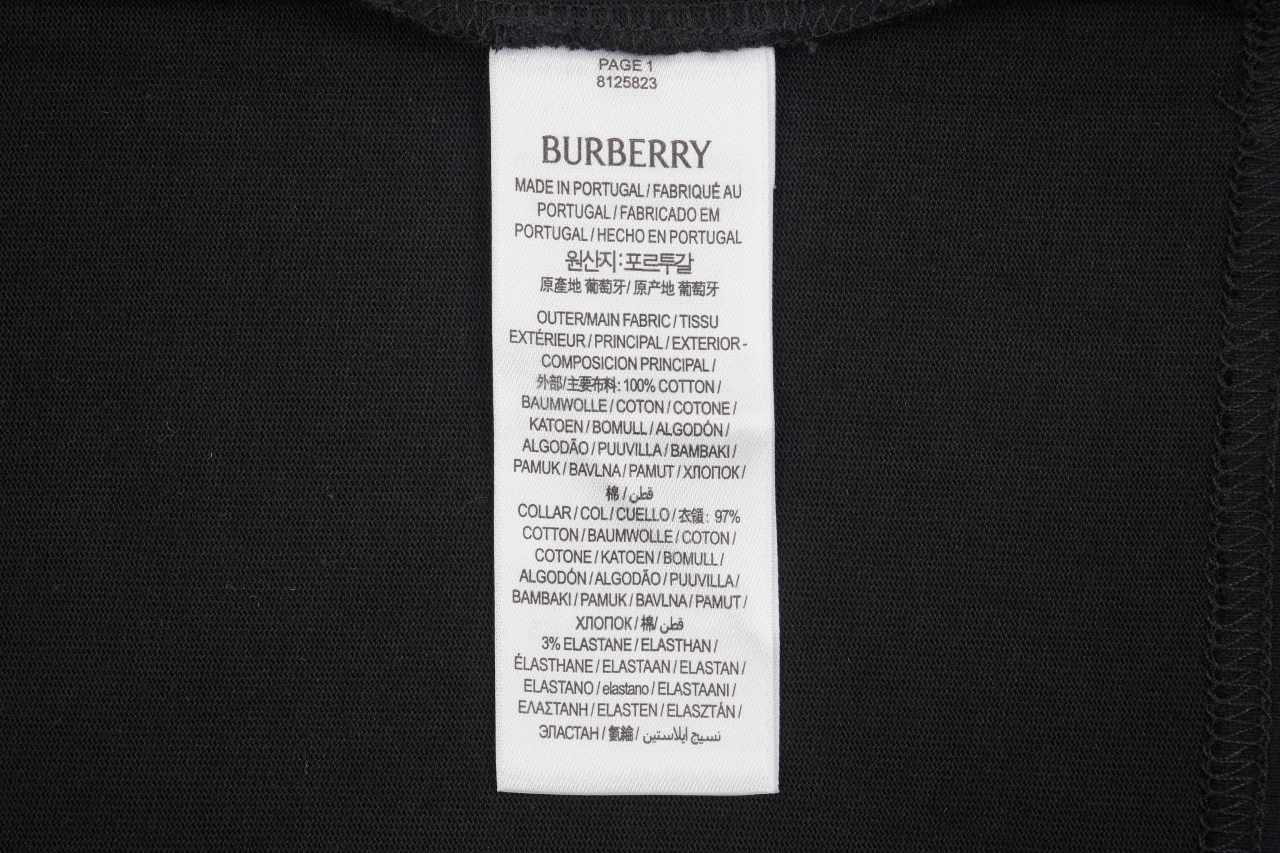 PAGE 1
8125823
BURBERRY
MADE IN PORTUGAL / FABRIQUÉ AU
PORTUGAL / FABRICADO EM
PORTUGAL / HECHO EN PORTUGAL
원산지:포르투갈
原產地 葡萄牙/ 原产地 葡萄牙
OUTER/MAIN FABRIC / TISSU
EXTÉRIEUR / PRINCIPAL / EXTERIOR -
COMPOSICION PRINCIPAL /
外部/主要布料: 100% COTTON /
BAUMWOLLE / COTON / COTONE /
KATOEN / BOMULL / ALGODÓN /
ALGODÃO / PUUVILLA / BAMBAKI /
PAMUK / BAVLNA / PAMUT / ХЛОПОК /
棉 / قطن
COLLAR / COL / CUELLO / 衣領: 97%
COTTON / BAUMWOLLE / COTON /
COTONE / KATOEN / BOMULL /
ALGODÓN / ALGODÃO / PUUVILLA /
BAMBAKI / PAMUK / BAVLNA / PAMUT /
ХЛОПОК / 棉/ قطن
3% ELASTANE / ELASTHAN /
ÉLASTHANE / ELASTAAN / ELASTAN /
ELASTANO / elastano / ELASTAANI /
ΕΛΑΣΤΑΝΗ / ELASTEN / ELASZTÁN /
ЭЛАСТАН / 氨綸 / نسيج ايلاستين